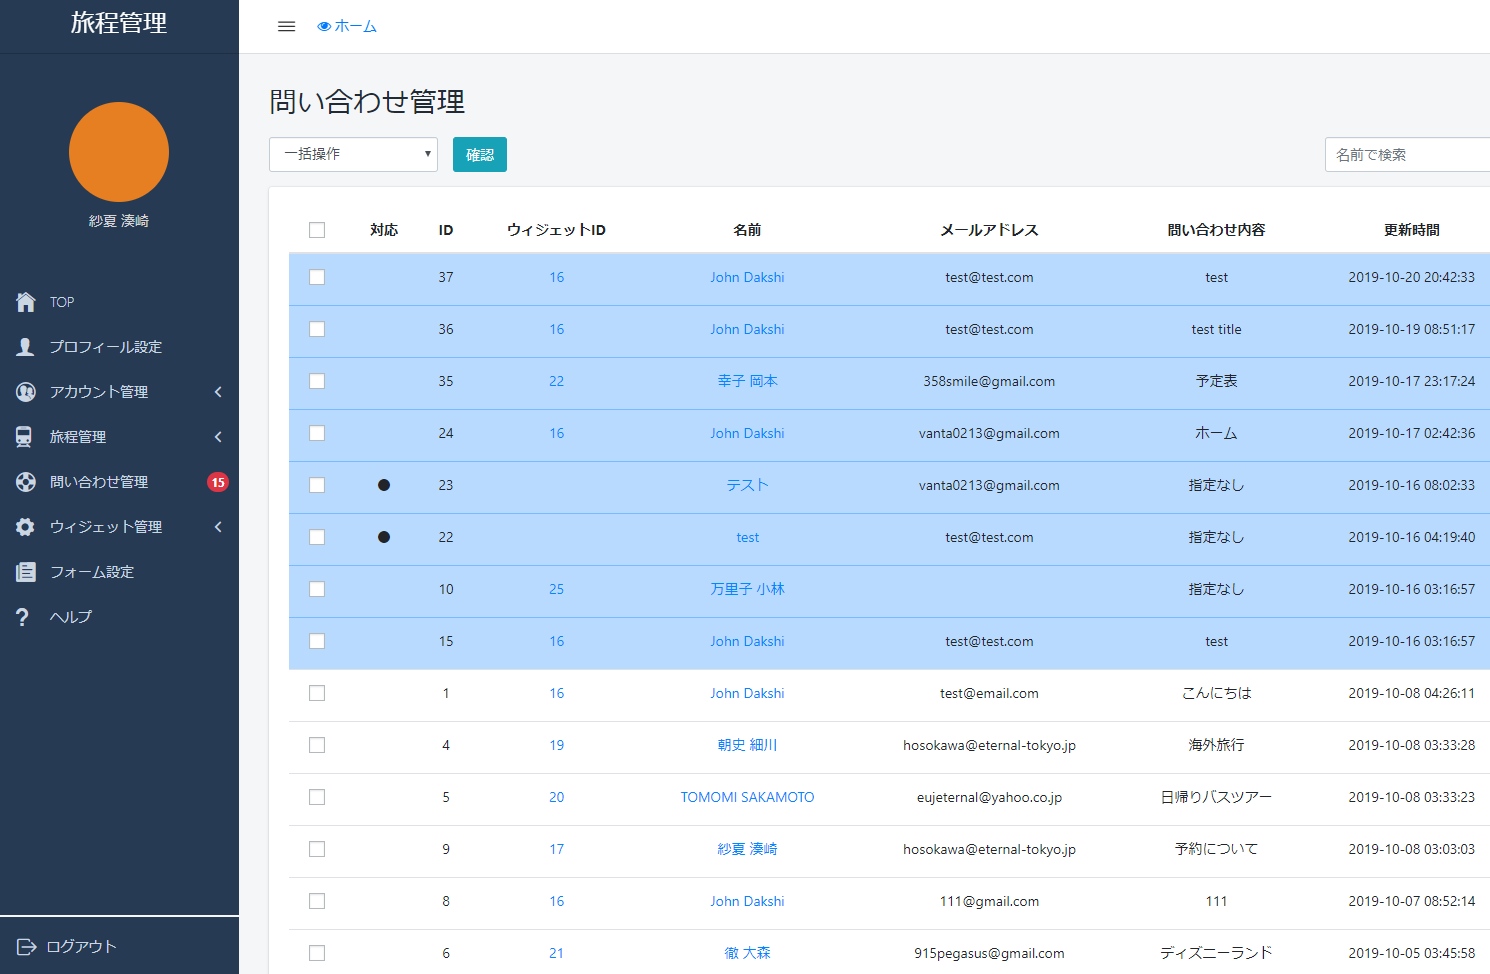 旅程管理
ホーム
紗夏 湊崎
TOP
プロフィール設定
アカウント管理
旅程管理
問い合わせ管理 15
ウィジェット管理
フォーム設定
ヘルプ
ログアウト
問い合わせ管理
一括操作 確認 名前で検索
対応 ID ウィジェットID 名前 メールアドレス 問い合わせ内容 更新時間
37 16 John Dakshi test@test.com test 2019-10-20 20:42:33
36 16 John Dakshi test@test.com test title 2019-10-19 08:51:17
35 22 幸子 岡本 358smile@gmail.com 予定表 2019-10-17 23:17:24
24 16 John Dakshi vanta0213@gmail.com ホーム 2019-10-17 02:42:36
● 23 テスト vanta0213@gmail.com 指定なし 2019-10-16 08:02:33
● 22 test test@test.com 指定なし 2019-10-16 04:19:40
10 25 万里子 小林 指定なし 2019-10-16 03:16:57
15 16 John Dakshi test@test.com test 2019-10-16 03:16:57
1 16 John Dakshi test@email.com こんにちは 2019-10-08 04:26:11
4 19 朝史 細川 hosokawa@eternal-tokyo.jp 海外旅行 2019-10-08 03:33:28
5 20 TOMOMI SAKAMOTO eujeternal@yahoo.co.jp 日帰りバスツアー 2019-10-08 03:33:23
9 17 紗夏 湊崎 hosokawa@eternal-tokyo.jp 予約について 2019-10-08 03:03:03
8 16 John Dakshi 111@gmail.com 111 2019-10-07 08:52:14
6 21 徹 大森 915pegasus@gmail.com ディズニーランド 2019-10-05 03:45:58